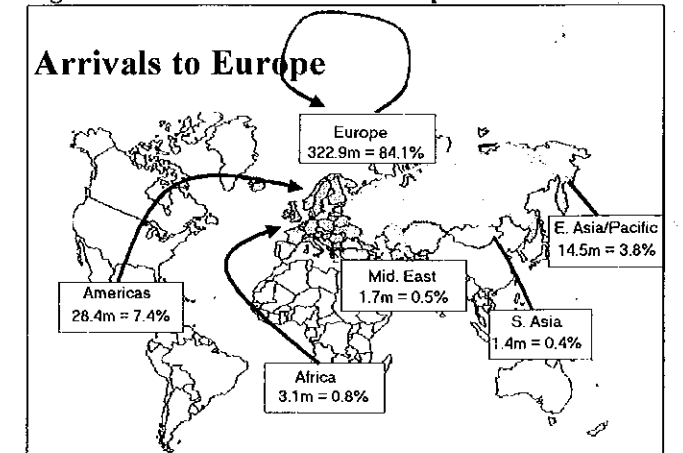 Arrivals to Europe
Europe
322.9m = 84.1%
E. Asia/Pacific
14.5m = 3.8%
Mid. East
1.7m = 0.5%
Americas
28.4m = 7.4%
S. Asia
1.4m = 0.4%
Africa
3.1m = 0.8%